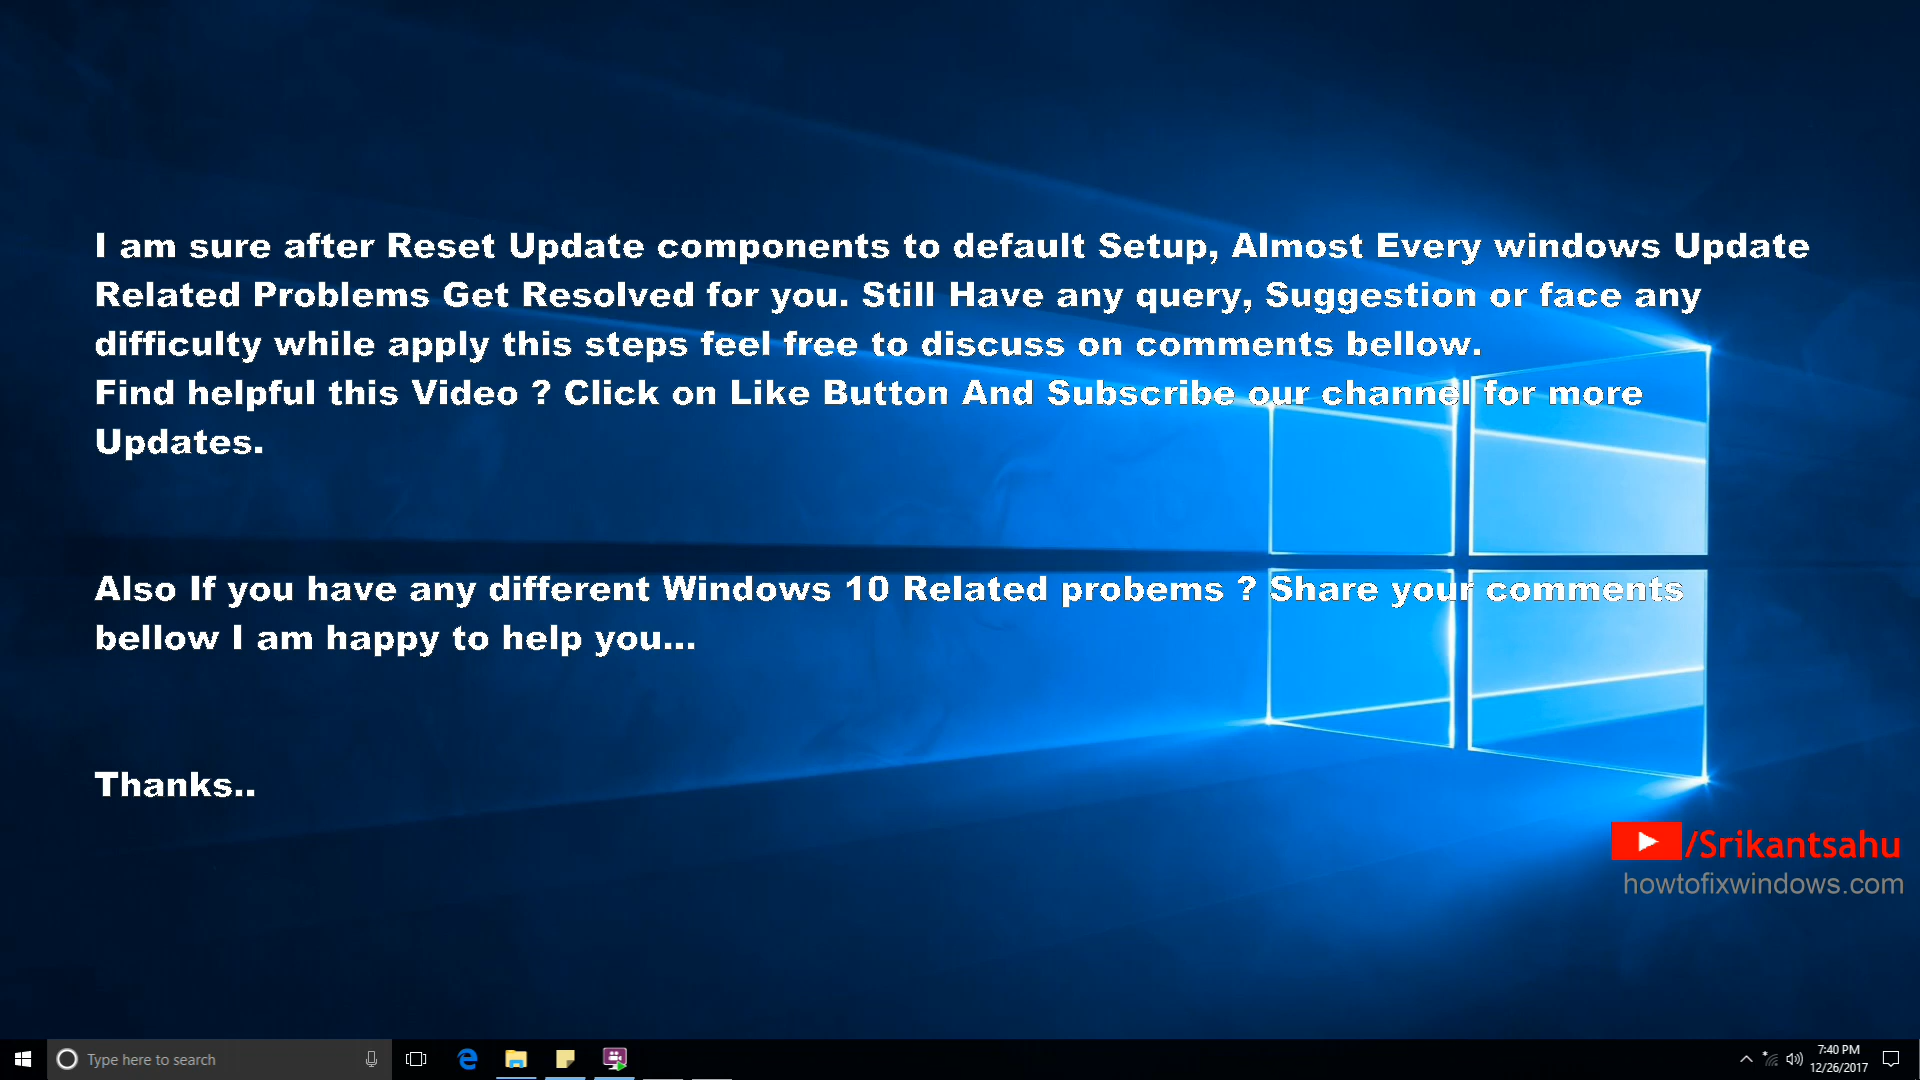 I am sure after Reset Update components to default Setup, Almost Every windows Update
Related Problems Get Resolved for you. Still Have any query, Suggestion or face any
difficulty while apply this steps feel free to discuss on comments bellow.
Find helpful this Video ? Click on Like Button And Subscribe our channel for more
Updates.
Also If you have any different Windows 10 Related probems ? Share your comments
bellow I am happy to help you...
Thanks..
/Srikantsahu
howtofixwindows.com
Type here to search
7:40 PM
12/26/2017